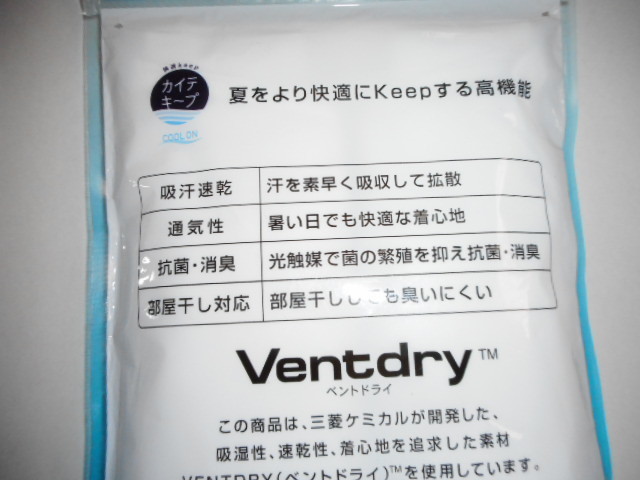 快適keep
カイテキープ
COOL ON
夏をより快適にKeepする高機能
吸汗速乾 汗を素早く吸収して拡散
通気性 暑い日でも快適な着心地
抗菌・消臭 光触媒で菌の繁殖を抑え抗菌・消臭
部屋干し対応 部屋干ししても臭いにくい
Ventdry™
ベントドライ
この商品は、三菱ケミカルが開発した、
吸湿性、速乾性、着心地を追求した素材
VENTDRY(ベントドライ)™を使用しています。